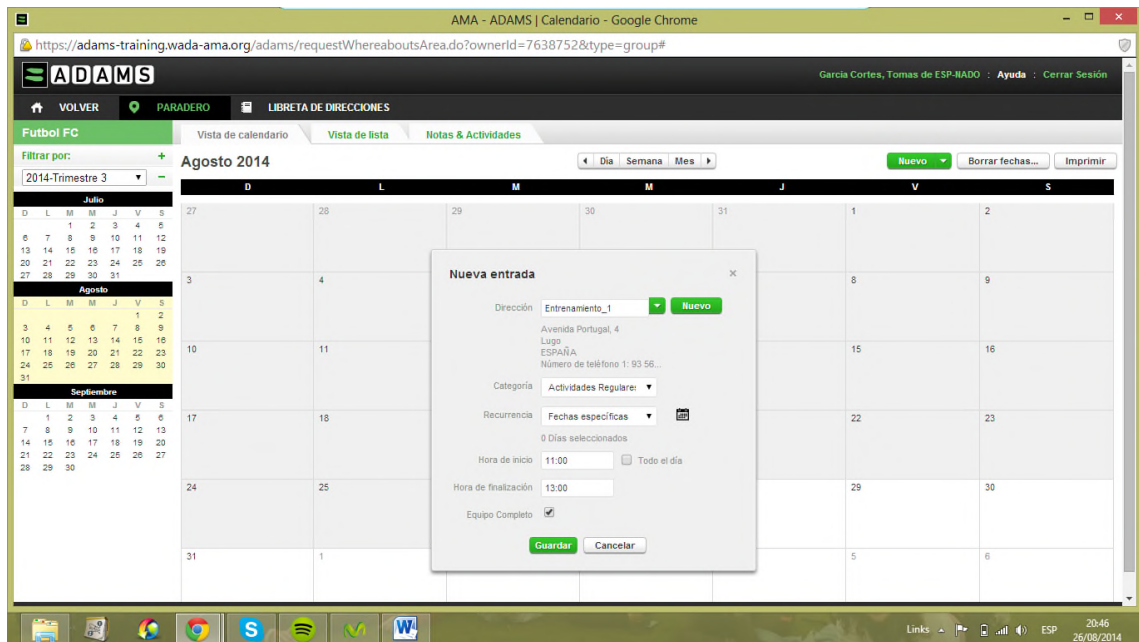 AMA - ADAMS | Calendario - Google Chrome
https://adams-training.wada-ama.org/adams/requestWhereaboutsArea.do?ownerId=7638752&type=group#
ADAMS
García Cortes, Tomas de ESP-NADO : Ayuda : Cerrar Sesión
VOLVER PARADERO LIBRETA DE DIRECCIONES
Futbol FC
Vista de calendario Vista de lista Notas & Actividades
Filtrar por: +
2014-Trimestre 3 -
Agosto 2014
Dia Semana Mes
Nuevo Borrar fechas... Imprimir
Julio
D L M M J V S
1 2 3 4 5
6 7 8 9 10 11 12
13 14 15 16 17 18 19
20 21 22 23 24 25 26
27 28 29 30 31
Agosto
D L M M J V S
1 2
3 4 5 6 7 8 9
10 11 12 13 14 15 16
17 18 19 20 21 22 23
24 25 26 27 28 29 30
31
Septiembre
D L M M J V S
1 2 3 4 5 6
7 8 9 10 11 12 13
14 15 16 17 18 19 20
21 22 23 24 25 26 27
28 29 30
D L M M J V S
27 28 29 30 31 1 2
3 4 8 9
10 11 15 16
17 18 22 23
24 25 29 30
31 1 5 6
Nueva entrada ×
Dirección Entrenamiento_1 Nuevo
Avenida Portugal, 4
Lugo
ESPAÑA
Número de teléfono 1: 93 56...
Categoría Actividades Regulare:
Recurrencia Fechas específicas
0 Días seleccionados
Hora de inicio 11:00 Todo el día
Hora de finalización 13:00
Equipo Completo
Guardar Cancelar
Links ESP 20:46
26/08/2014